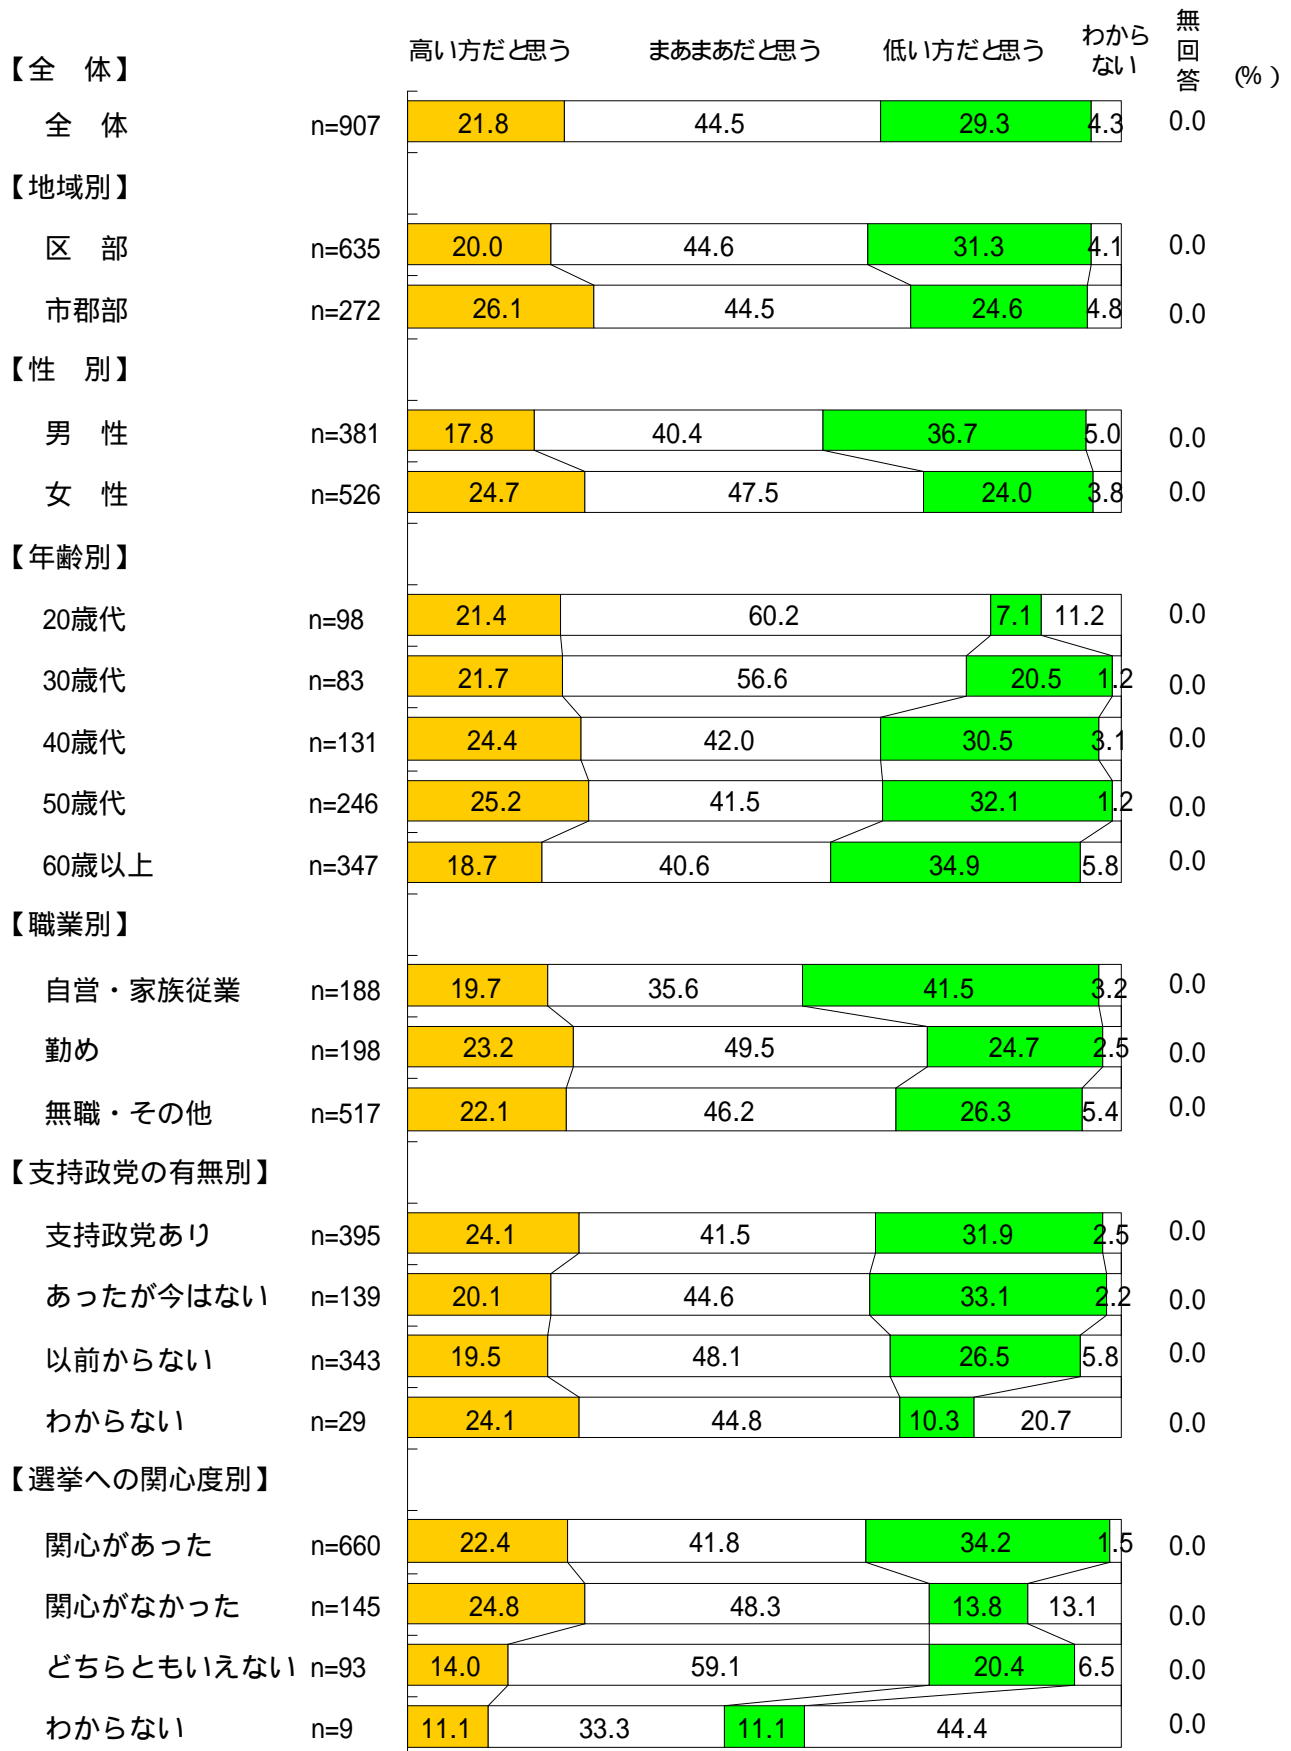 高い方だと思う まあまあだと思う 低い方だと思う わからない 無回答 (%)
【全　体】
全　体 n=907 21.8 44.5 29.3 4.3 0.0
【地域別】
区　部 n=635 20.0 44.6 31.3 4.1 0.0
市郡部 n=272 26.1 44.5 24.6 4.8 0.0
【性　別】
男　性 n=381 17.8 40.4 36.7 5.0 0.0
女　性 n=526 24.7 47.5 24.0 3.8 0.0
【年齢別】
20歳代 n=98 21.4 60.2 7.1 11.2 0.0
30歳代 n=83 21.7 56.6 20.5 1.2 0.0
40歳代 n=131 24.4 42.0 30.5 3.1 0.0
50歳代 n=246 25.2 41.5 32.1 1.2 0.0
60歳以上 n=347 18.7 40.6 34.9 5.8 0.0
【職業別】
自営・家族従業 n=188 19.7 35.6 41.5 3.2 0.0
勤め n=198 23.2 49.5 24.7 2.5 0.0
無職・その他 n=517 22.1 46.2 26.3 5.4 0.0
【支持政党の有無別】
支持政党あり n=395 24.1 41.5 31.9 2.5 0.0
あったが今はない n=139 20.1 44.6 33.1 2.2 0.0
以前からない n=343 19.5 48.1 26.5 5.8 0.0
わからない n=29 24.1 44.8 10.3 20.7 0.0
【選挙への関心度別】
関心があった n=660 22.4 41.8 34.2 1.5 0.0
関心がなかった n=145 24.8 48.3 13.8 13.1 0.0
どちらともいえない n=93 14.0 59.1 20.4 6.5 0.0
わからない n=9 11.1 33.3 11.1 44.4 0.0